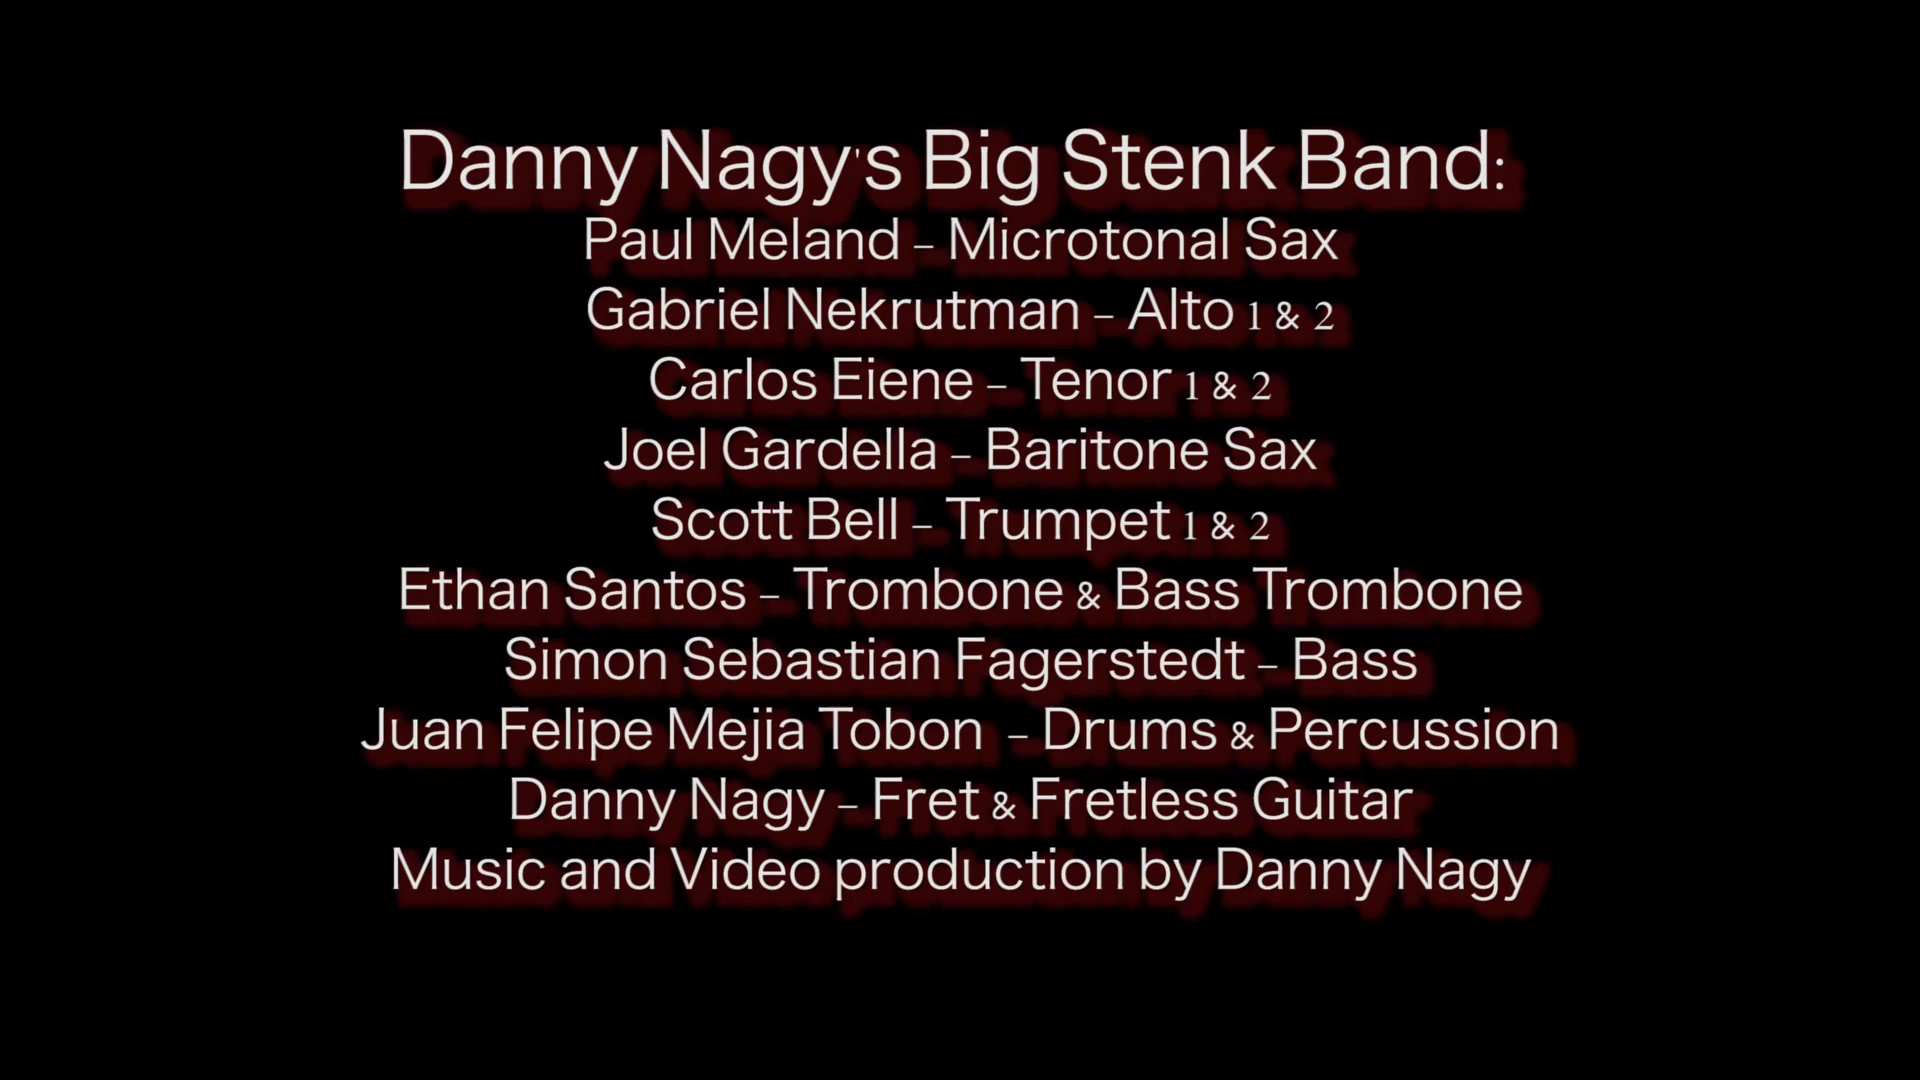 Danny Nagy's Big Stenk Band:
Paul Meland – Microtonal Sax
Gabriel Nekrutman – Alto 1 & 2
Carlos Eiene – Tenor 1 & 2
Joel Gardella – Baritone Sax
Scott Bell – Trumpet 1 & 2
Ethan Santos – Trombone & Bass Trombone
Simon Sebastian Fagerstedt – Bass
Juan Felipe Mejia Tobon – Drums & Percussion
Danny Nagy – Fret & Fretless Guitar
Music and Video production by Danny Nagy